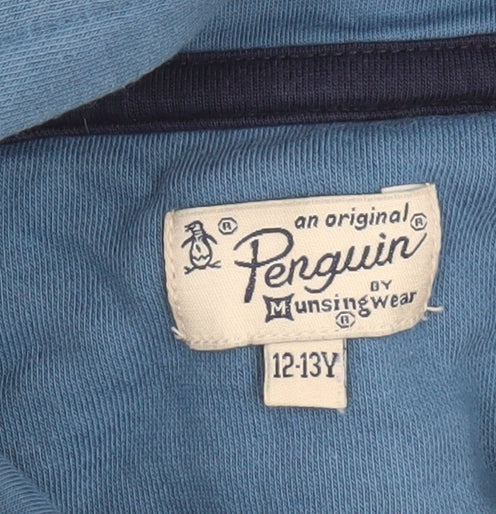 ® an original®
Penguin
BY
Munsingwear
®
12-13Y